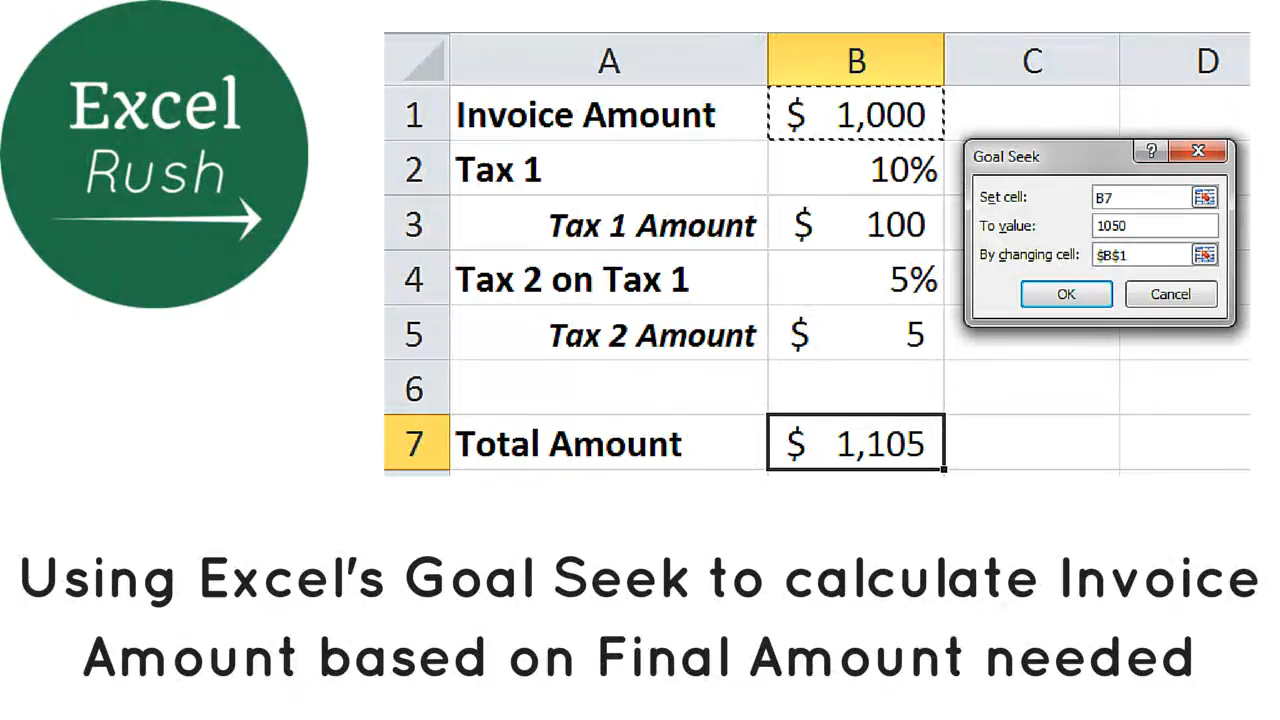 Excel
Rush
A B C D
1 Invoice Amount $ 1,000
2 Tax 1 10%
3 Tax 1 Amount $ 100
4 Tax 2 on Tax 1 5%
5 Tax 2 Amount $ 5
6
7 Total Amount $ 1,105
Goal Seek ? X
Set cell: B7
To value: 1050
By changing cell: $B$1
OK Cancel
Using Excel's Goal Seek to calculate Invoice
Amount based on Final Amount needed